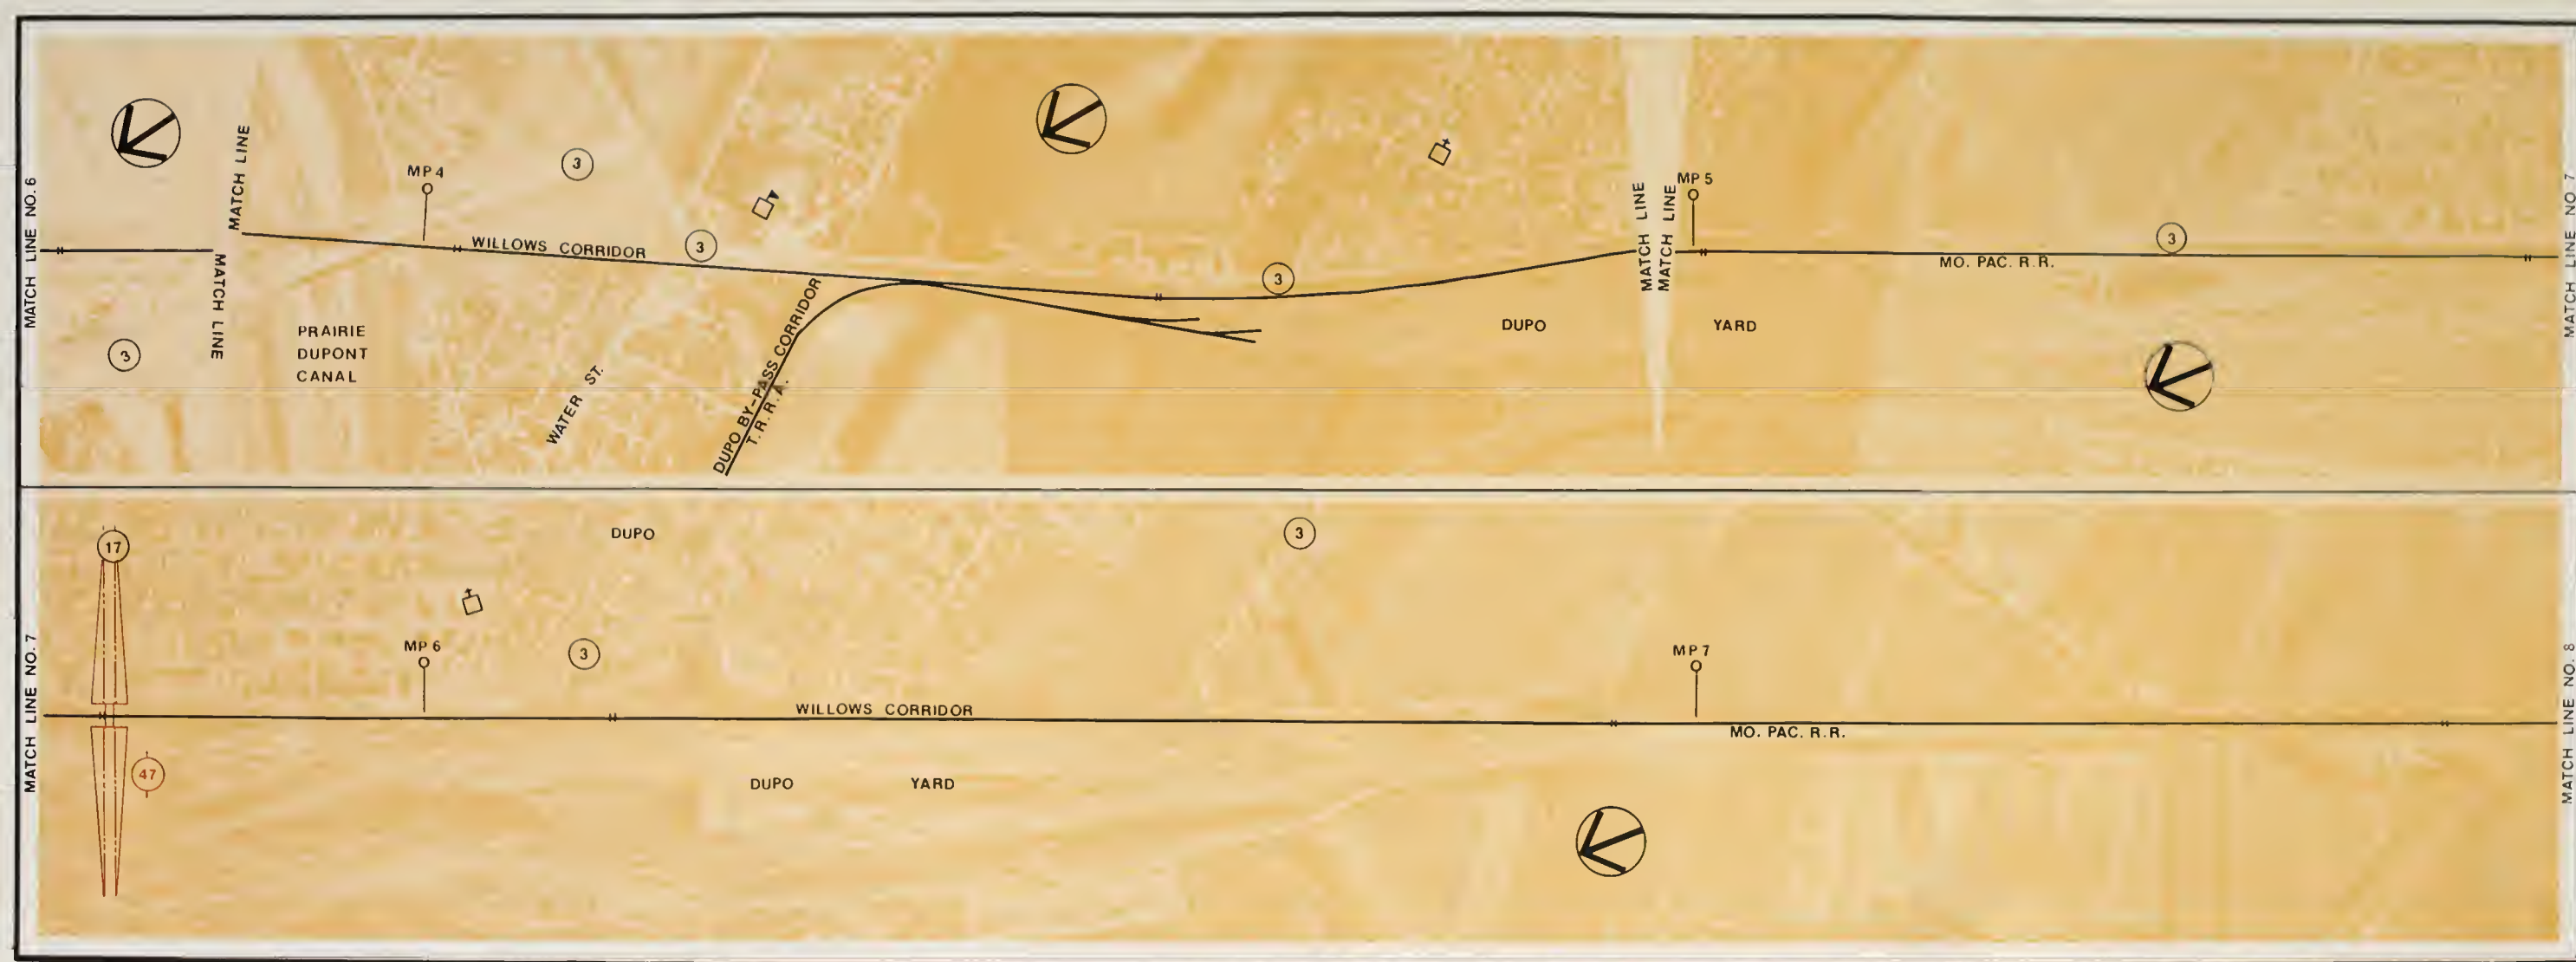 MATCH LINE NO. 6
MATCH LINE
MATCH LINE
3
PRAIRIE
DUPONT
CANAL
MP 4
3
WILLOWS CORRIDOR
3
WATER ST.
DUPO BY-PASS CORRIDOR
T.R.R.A.
3
DUPO
MATCH LINE
MATCH LINE
MP 5
YARD
MO. PAC. R.R.
3
MATCH LINE NO. 7
MATCH LINE NO. 7
17
47
DUPO
MP 6
3
WILLOWS CORRIDOR
DUPO YARD
3
MP 7
MO. PAC. R.R.
MATCH LINE NO. 8